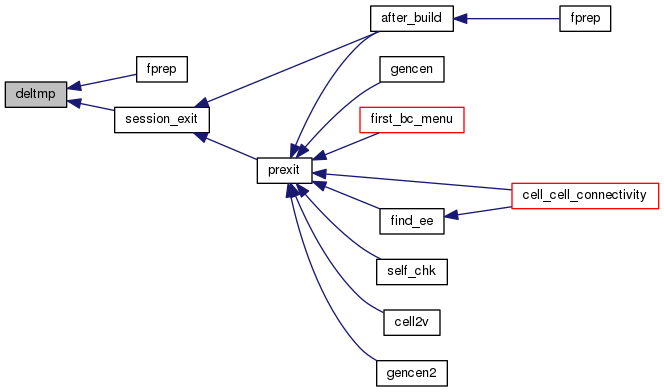 after_build
fprep
fprep
gencen
deltmp
session_exit
first_bc_menu
prexit
cell_cell_connectivity
find_ee
self_chk
cell2v
gencen2